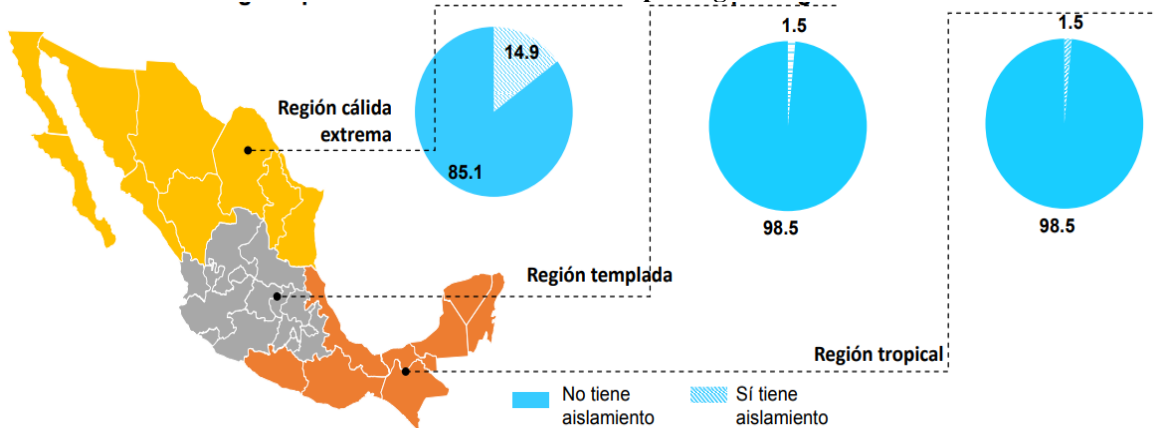 14.9
85.1
1.5
98.5
1.5
98.5
Región cálida
extrema
Región templada
Región tropical
No tiene
aislamiento
Sí tiene
aislamiento